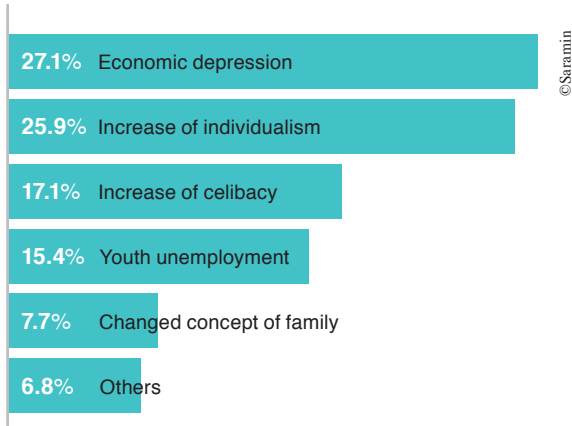 27.1% Economic depression
25.9% Increase of individualism
17.1% Increase of celibacy
15.4% Youth unemployment
7.7% Changed concept of family
6.8% Others
©Saramin